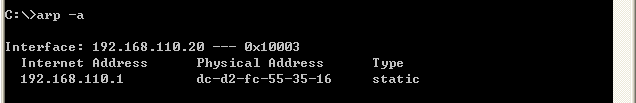 C:\>arp -a
Interface: 192.168.110.20 --- 0x10003
Internet Address Physical Address Type
192.168.110.1 dc-d2-fc-55-35-16 static